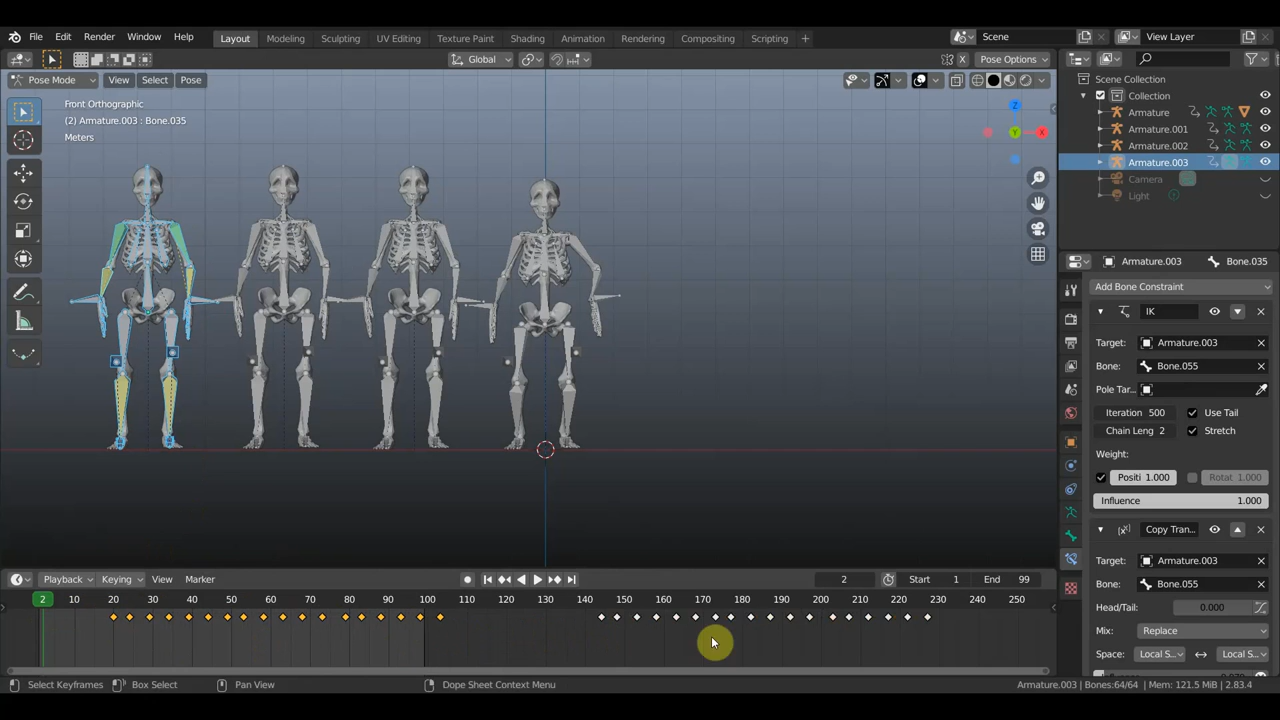 File Edit Render Window Help Layout Modeling Sculpting UV Editing Texture Paint Shading Animation Rendering Compositing Scripting + Scene View Layer
Global Pose Options
Pose Mode View Select Pose
Front Orthographic
(2) Armature.003 : Bone.035
Meters
Z
Y
X
Scene Collection
Collection
Armature
Armature.001
Armature.002
Armature.003
Camera
Light
Armature.003 Bone.035
Add Bone Constraint
IK
Target: Armature.003
Bone: Bone.055
Pole Tar...
Iteration 500 Use Tail
Chain Leng 2 Stretch
Weight:
Positi 1.000 Rotat 1.000
Influence 1.000
Copy Tran...
Target: Armature.003
Bone: Bone.055
Head/Tail: 0.000
Mix: Replace
Space: Local S... Local S...
Playback Keying View Marker 2 Start 1 End 99
2 10 20 30 40 50 60 70 80 90 100 110 120 130 140 150 160 170 180 190 200 210 220 230 240 250
Select Keyframes Box Select Pan View Dope Sheet Context Menu Armature.003 | Bones:64/64 | Mem: 121.5 MiB | 2.83.4